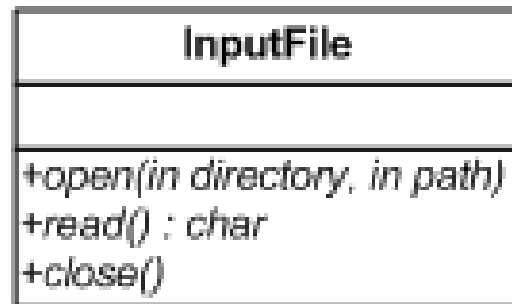 InputFile
+open(in directory, in path)
+read() : char
+close()